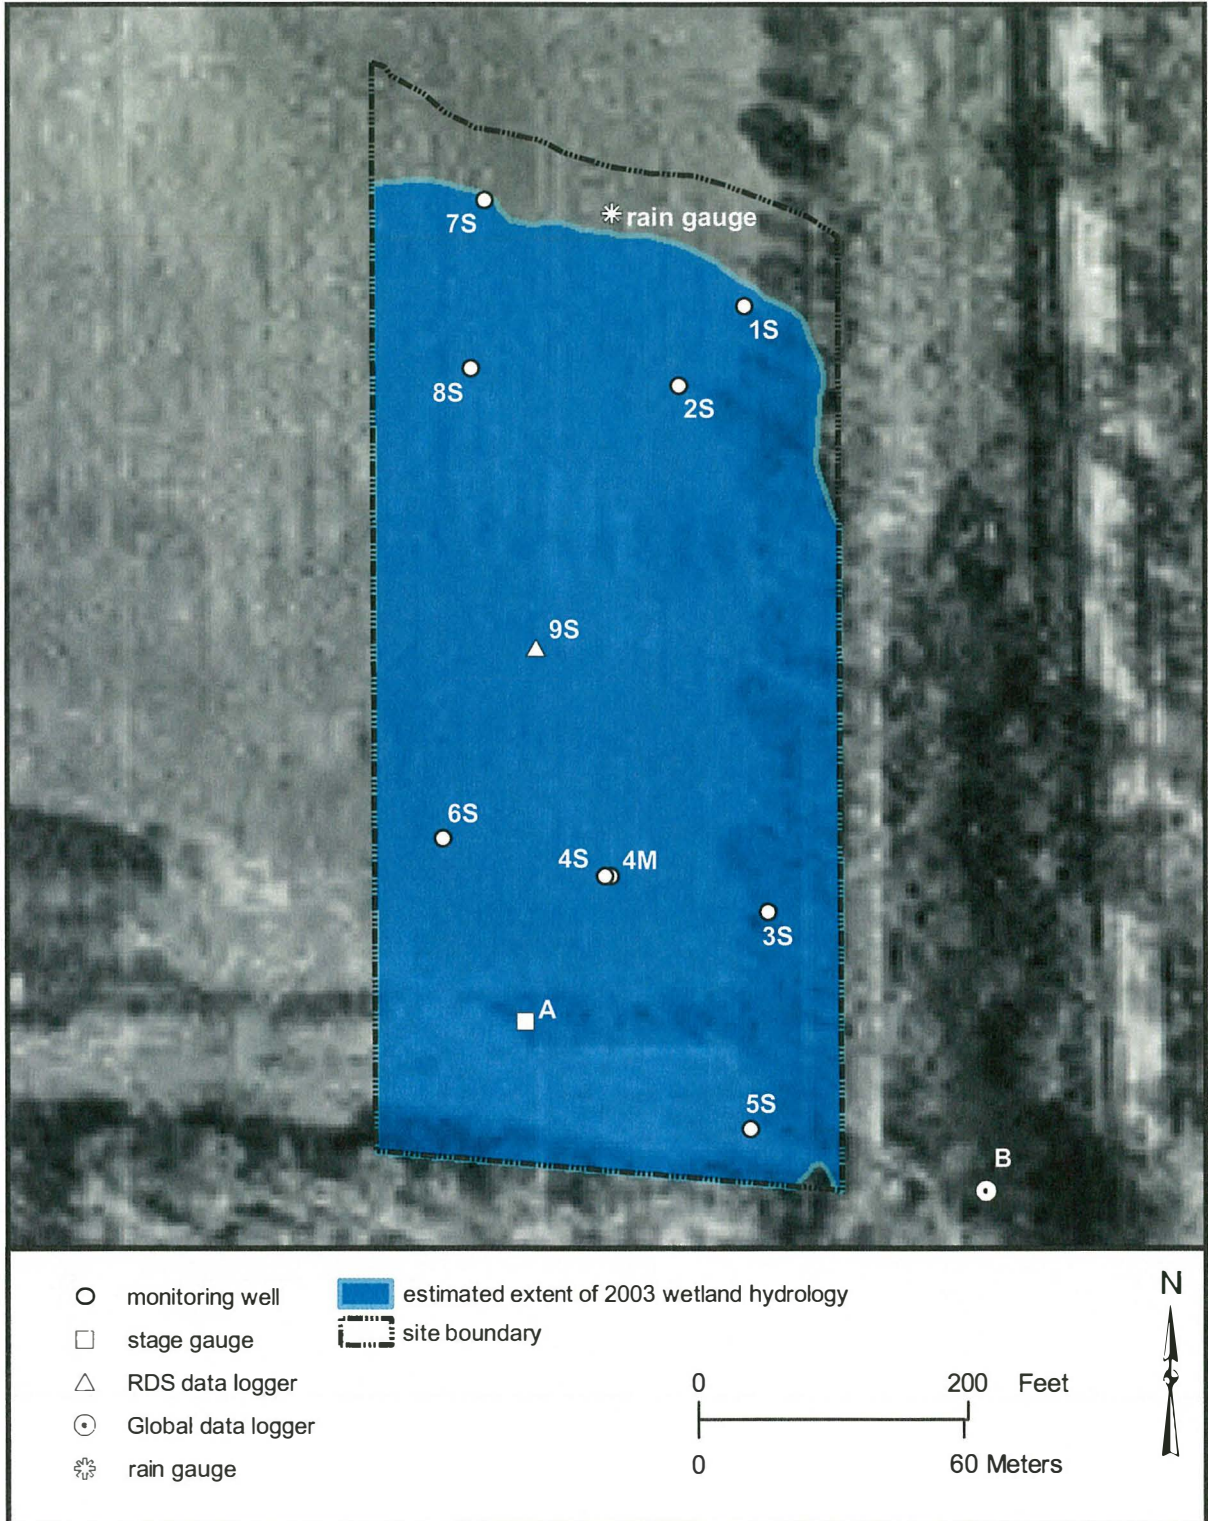 7S
rain gauge
1S
8S
2S
9S
6S
4S 4M
3S
A
5S
B
monitoring well
stage gauge
RDS data logger
Global data logger
rain gauge
estimated extent of 2003 wetland hydrology
site boundary
0 200 Feet
0 60 Meters
N